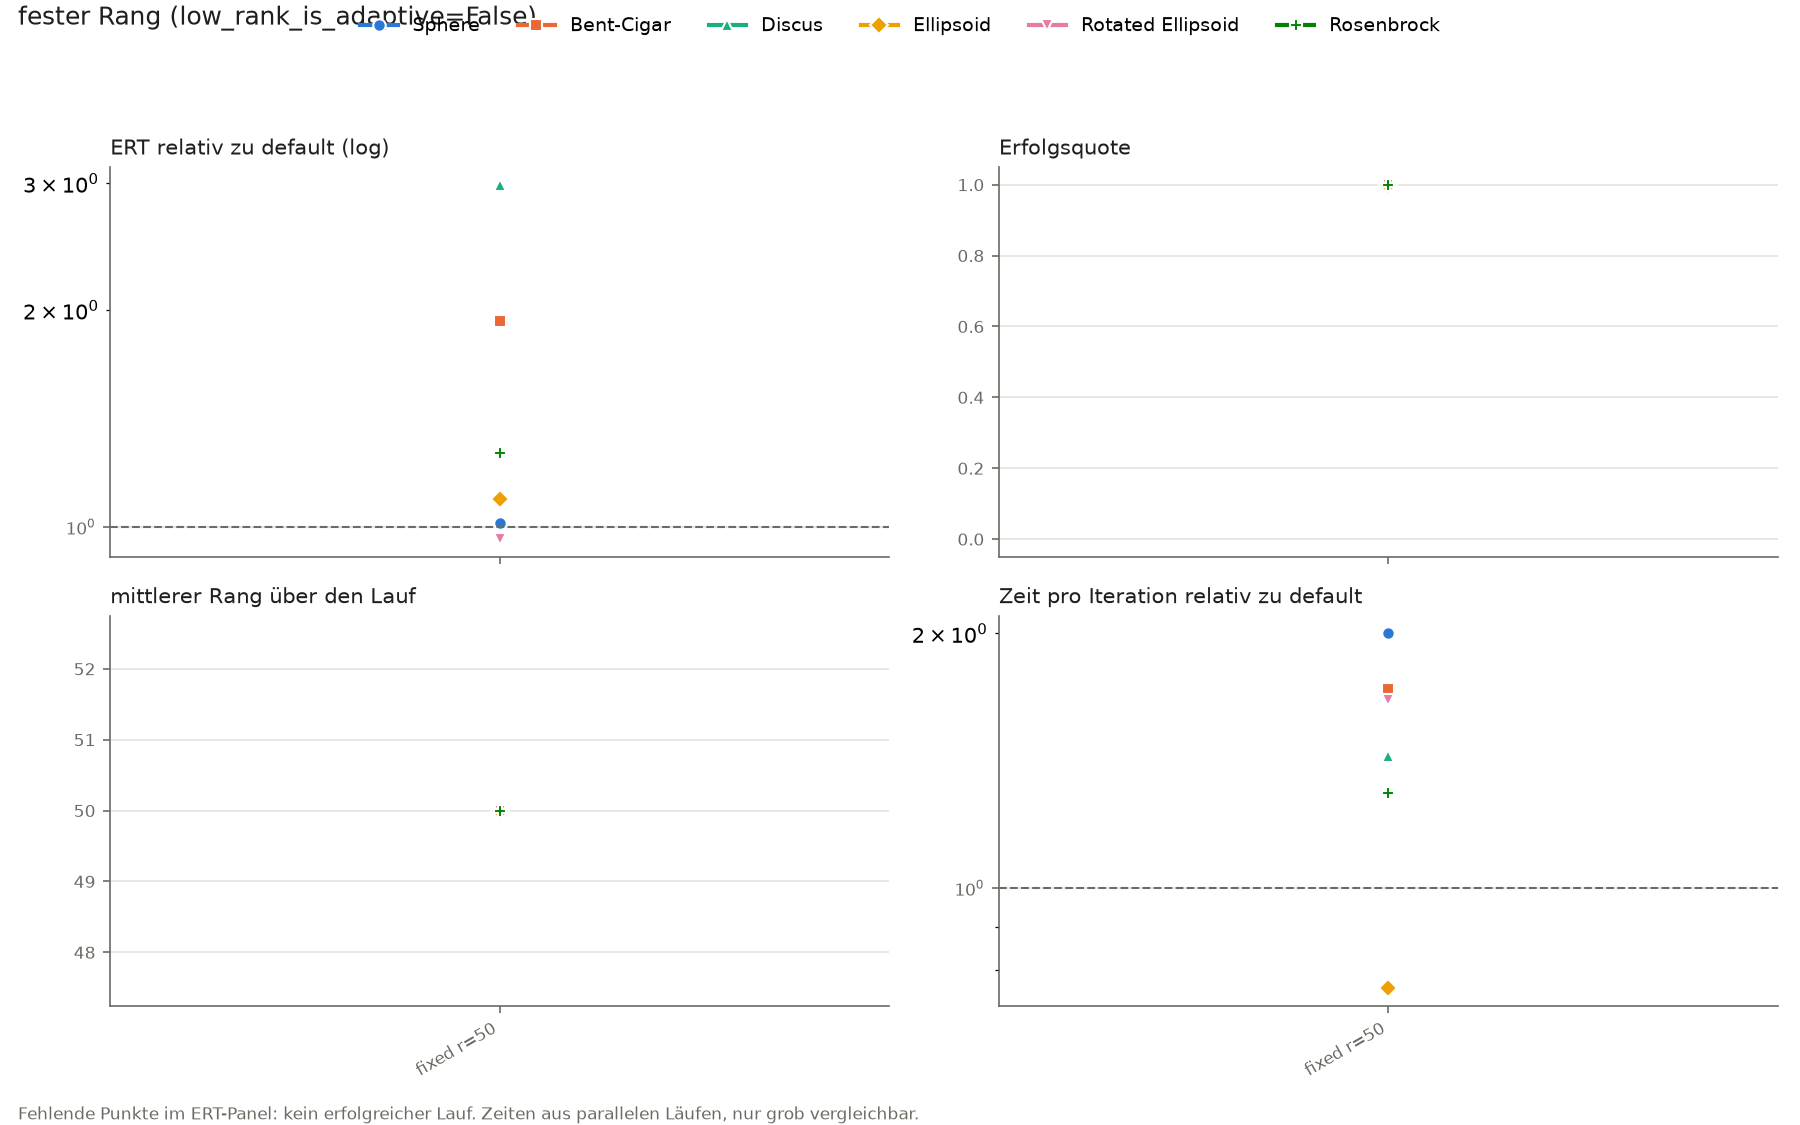 fester Rang (low_rank_is_adaptive=False)
Sphere Bent-Cigar Discus Ellipsoid Rotated Ellipsoid Rosenbrock
ERT relativ zu default (log)
3 × 10⁰
2 × 10⁰
10⁰
Erfolgsquote
1.0
0.8
0.6
0.4
0.2
0.0
mittlerer Rang über den Lauf
52
51
50
49
48
fixed r=50
Zeit pro Iteration relativ zu default
2 × 10⁰
10⁰
fixed r=50
Fehlende Punkte im ERT-Panel: kein erfolgreicher Lauf. Zeiten aus parallelen Läufen, nur grob vergleichbar.